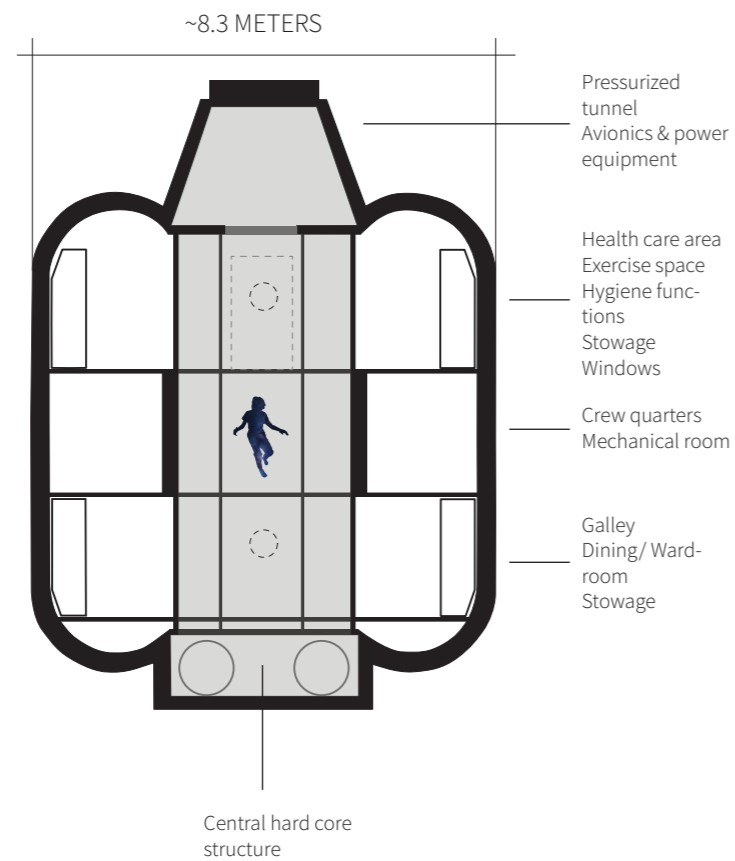 ~8.3 METERS
Pressurized
tunnel
Avionics & power
equipment
Health care area
Exercise space
Hygiene func-
tions
Stowage
Windows
Crew quarters
Mechanical room
Galley
Dining/ Ward-
room
Stowage
Central hard core
structure